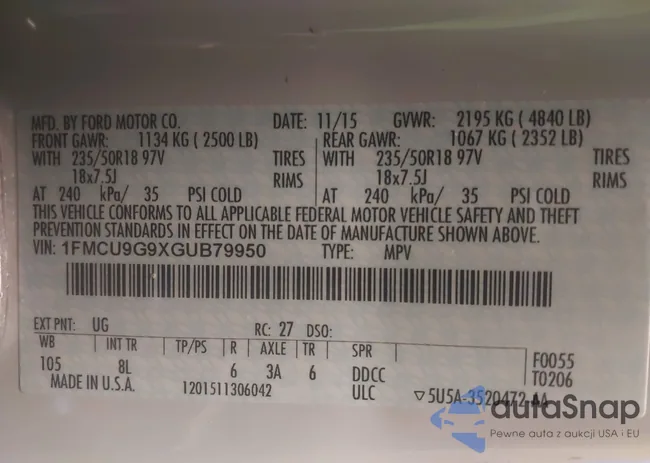 MFD. BY FORD MOTOR CO. DATE: 11/15 GVWR: 2195 KG ( 4840 LB)
FRONT GAWR: 1134 KG ( 2500 LB) REAR GAWR: 1067 KG ( 2352 LB)
WITH 235/50R18 97V TIRES WITH 235/50R18 97V TIRES
18x7.5J RIMS 18x7.5J RIMS
AT 240 kPa/ 35 PSI COLD AT 240 kPa/ 35 PSI COLD
THIS VEHICLE CONFORMS TO ALL APPLICABLE FEDERAL MOTOR VEHICLE SAFETY AND THEFT
PREVENTION STANDARDS IN EFFECT ON THE DATE OF MANUFACTURE SHOWN ABOVE.
VIN: 1FMCU9G9XGUB79950 TYPE: MPV
EXT PNT: UG RC: 27 DSO:
WB INT TR TP/PS R AXLE TR SPR F0055
105 8L 6 3A 6 DDCC T0206
MADE IN U.S.A. 1201511306042 ULC ▽5U5A-3520472-AA
autaSnap
Pewne auta z aukcji USA i EU